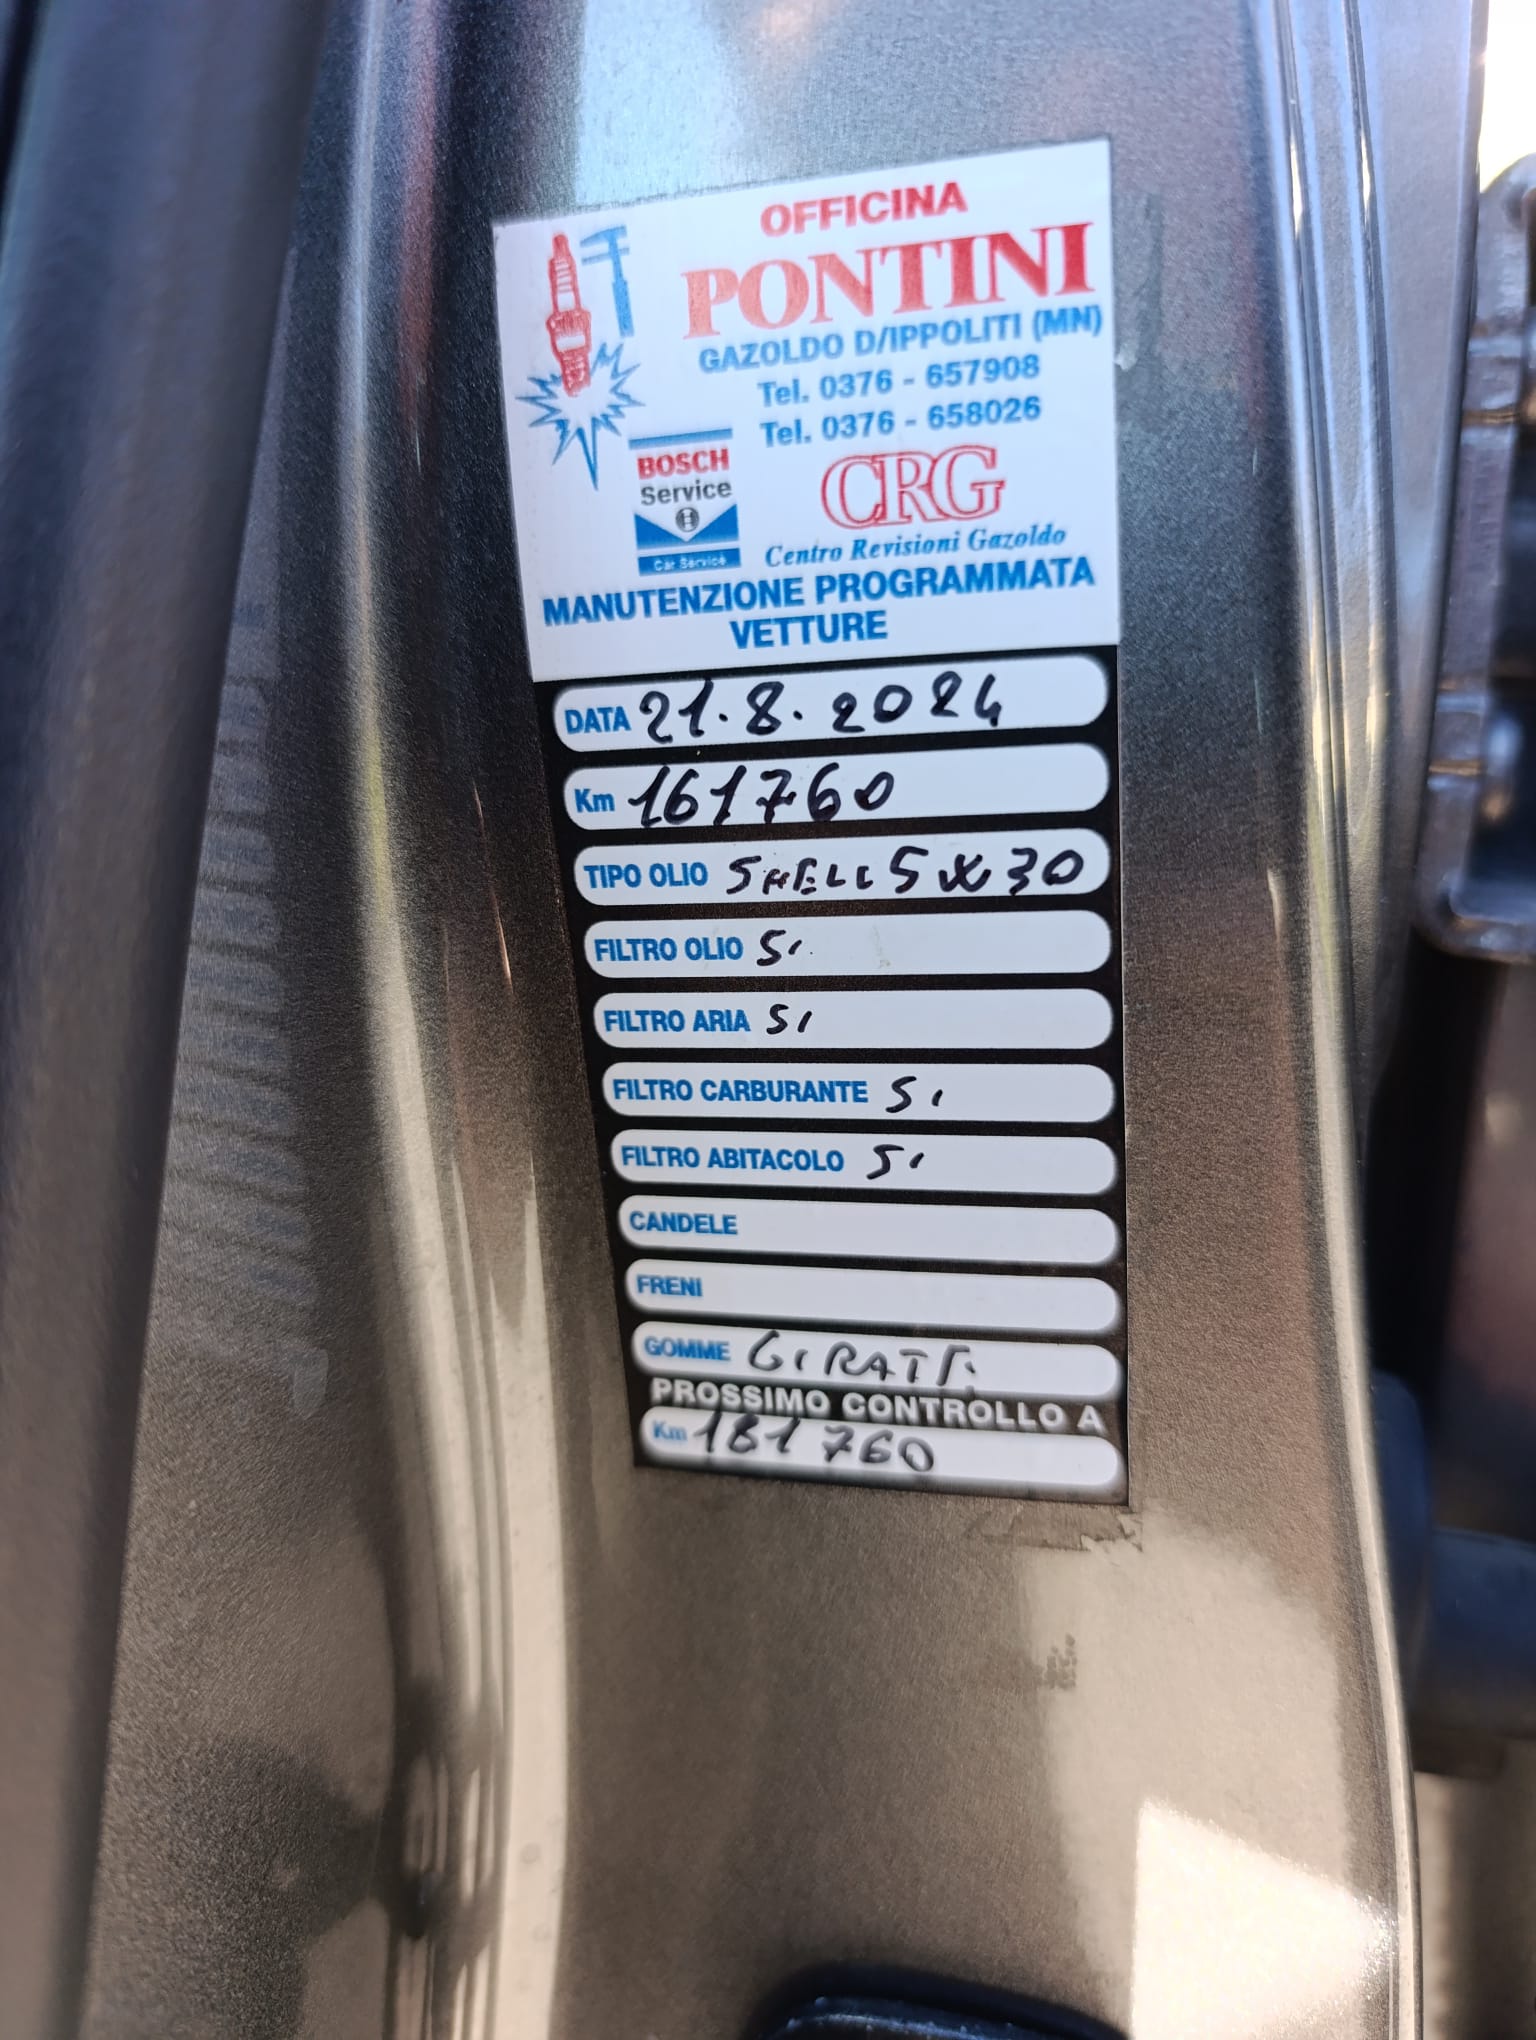 OFFICINA
PONTINI
GAZOLDO D/IPPOLITI (MN)
Tel. 0376 - 657908
Tel. 0376 - 658026
BOSCH
Service
Car Service
CRG
Centro Revisioni Gazoldo
MANUTENZIONE PROGRAMMATA
VETTURE
DATA 21.8.2024
Km 161760
TIPO OLIO SHELL 5W30
FILTRO OLIO Si
FILTRO ARIA Si
FILTRO CARBURANTE Si
FILTRO ABITACOLO Si
CANDELE
FRENI
GOMME GIRATE
PROSSIMO CONTROLLO A
Km 181760